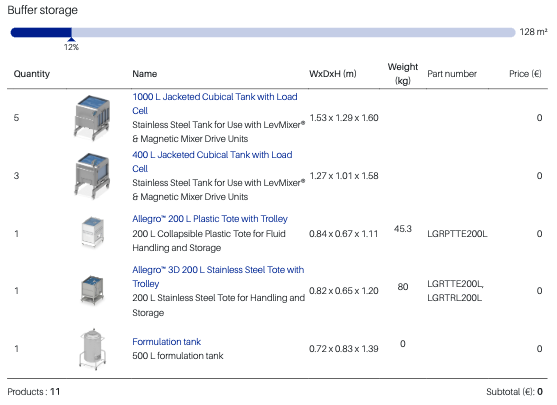 Buffer storage
128 m²
12%
Quantity Name WxDxH (m) Weight (kg) Part number Price (€)
1000 L Jacketed Cubical Tank with Load
Cell
5 Stainless Steel Tank for Use with LevMixer® 1.53 x 1.29 x 1.60 0
& Magnetic Mixer Drive Units
400 L Jacketed Cubical Tank with Load
Cell
3 Stainless Steel Tank for Use with LevMixer® 1.27 x 1.01 x 1.58 0
& Magnetic Mixer Drive Units
Allegro™ 200 L Plastic Tote with Trolley
1 200 L Collapsible Plastic Tote for Fluid 0.84 x 0.67 x 1.11 45.3 LGRPTTE200L 0
Handling and Storage
Allegro™ 3D 200 L Stainless Steel Tote with
Trolley
1 200 L Stainless Steel Tote for Handling and 0.82 x 0.65 x 1.20 80 LGRTTE200L, 0
Storage LGRTRL200L
Formulation tank
1 500 L formulation tank 0.72 x 0.83 x 1.39 0 0
Products : 11 Subtotal (€): 0